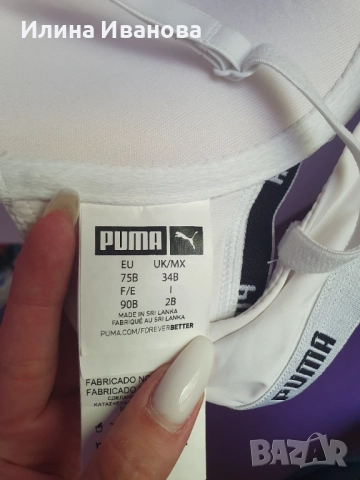 Илина Иванова
PUMA
EU UK/MX
75B 34B
F/E I
90B 2B
MADE IN SRI LANKA
FABRIQUÉ AU SRI LANKA
PUMA.COM/FOREVERBETTER
FABRICADO
FABRICADO
PUMA
BAZAR